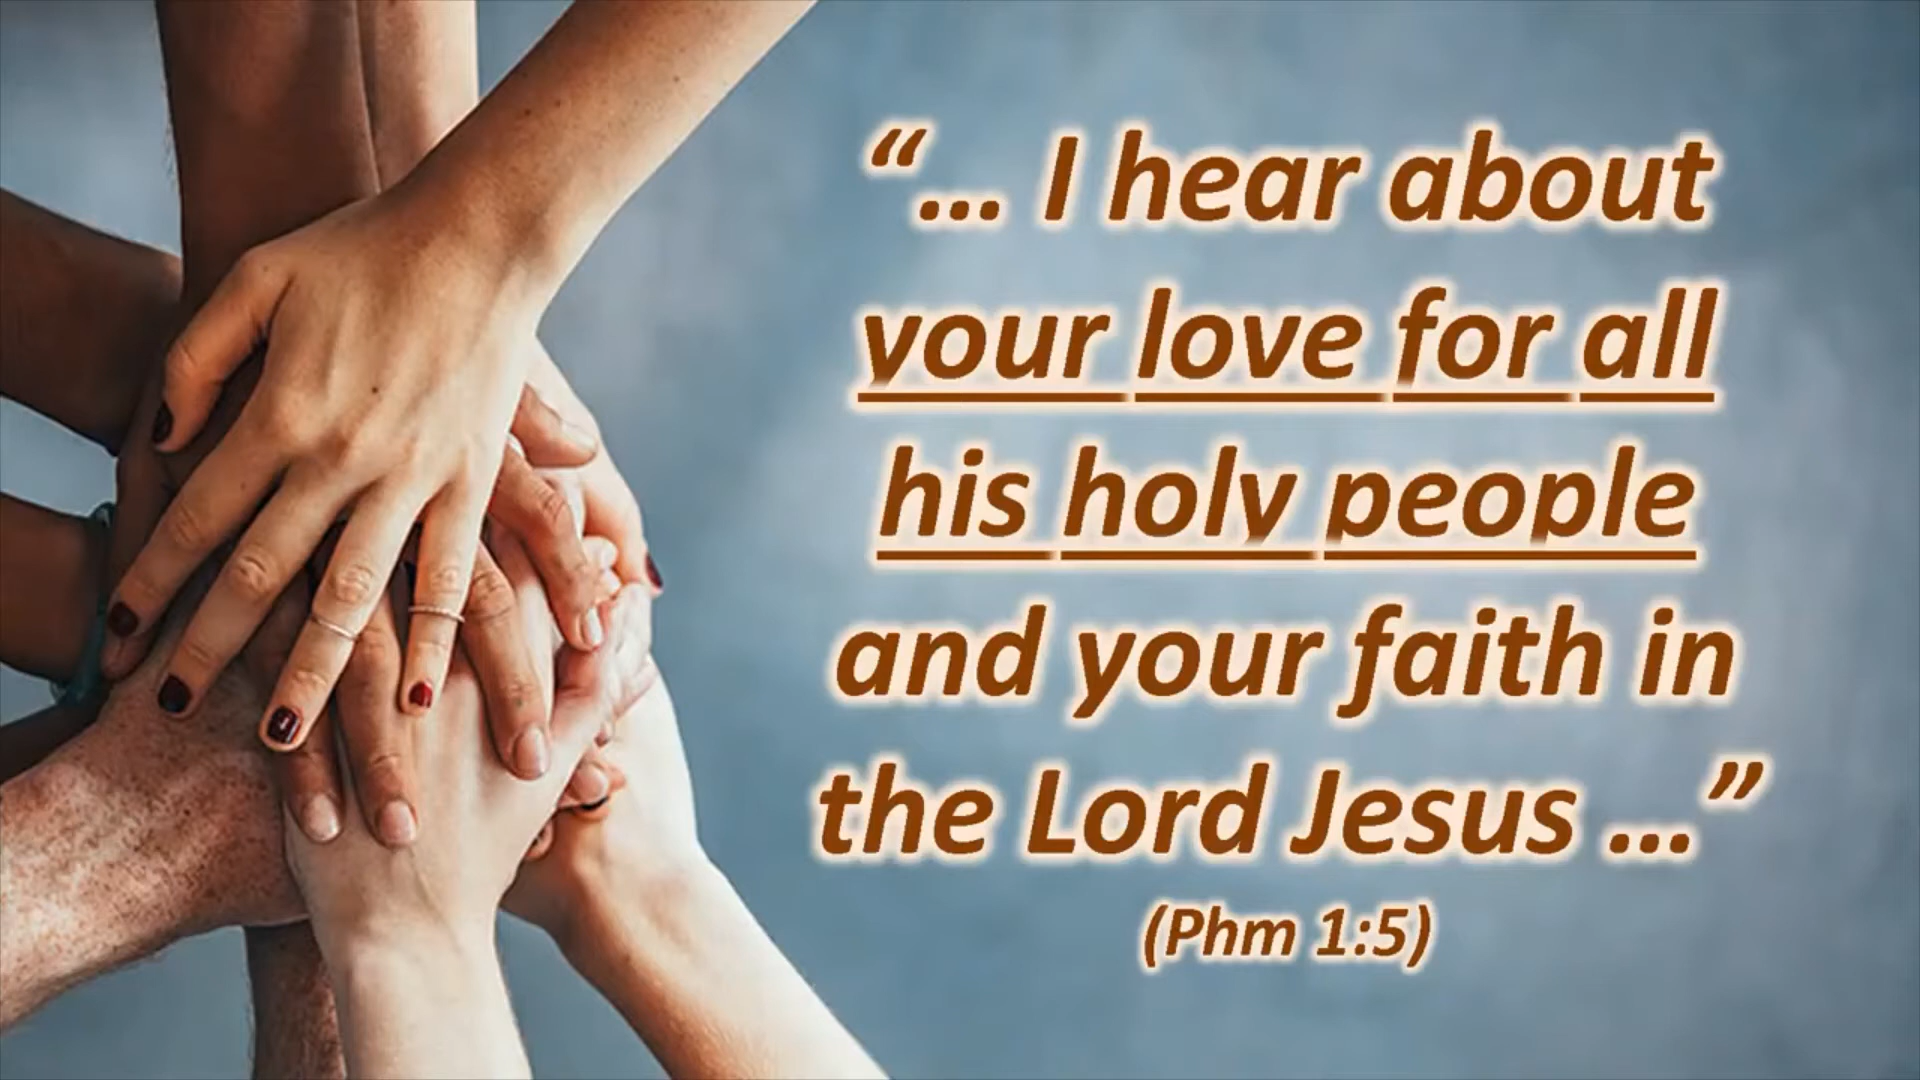 “... I hear about
your love for all
his holy people
and your faith in
the Lord Jesus ...”
(Phm 1:5)